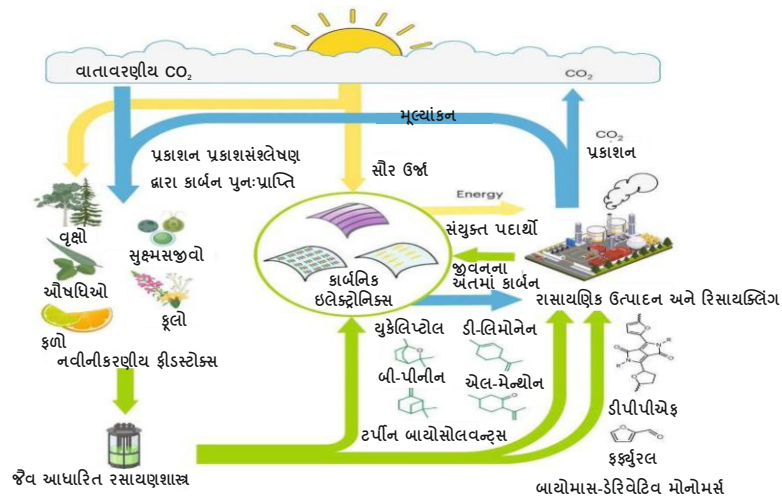 વાતાવરણીય CO₂
CO₂
મૂલ્યાંકન
CO₂
પ્રકાશન
પ્રકાશન પ્રકાશસંશ્લેષણ
દ્વારા કાર્બન પુનઃપ્રાપ્તિ
સૌર ઉર્જા
Energy
સંયુક્ત પદાર્થો
વૃક્ષો
સુક્ષ્મસજીવો
ઔષધિઓ
ફૂલો
ફળો
નવીનીકરણીય ફીડસ્ટોક્સ
કાર્બનિક
ઇલેક્ટ્રોનિક્સ
જીવનના
અંતમાં કાર્બન
રાસાયણિક ઉત્પાદન અને રિસાયક્લિંગ
યુકેલિપ્ટોલ
ડી-લિમોનેન
બી-પીનીન
એલ-મેન્થોન
ટર્પીન બાયોસોલવન્ટ્સ
R
N
O
O
N
R
O
O
ડીપીપીએફ
O
O
ફર્ફ્યુરલ
જૈવ આધારિત રસાયણશાસ્ત્ર
બાયોમાસ-ડેરિવેટિવ મોનોમર્સ